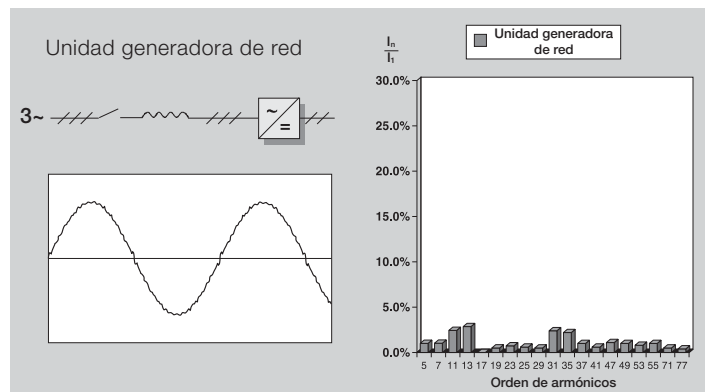 Unidad generadora de red
3~
~
=
Iₙ
I₁
Unidad generadora
de red
30.0%
25.0%
20.0%
15.0%
10.0%
5.0%
0.0%
5 7 11 13 17 19 23 25 29 31 35 37 41 47 49 53 55 71 77
Orden de armónicos